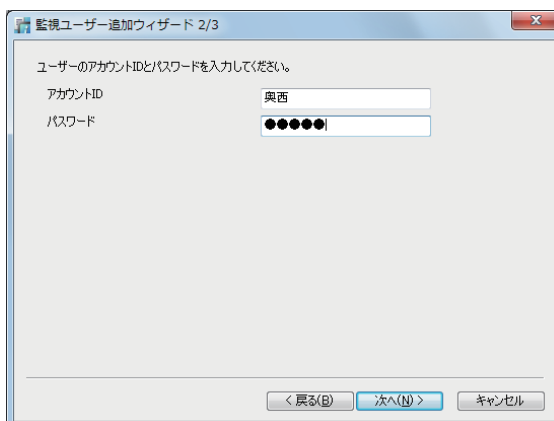 監視ユーザー追加ウィザード 2/3
ユーザーのアカウントIDとパスワードを入力してください。
アカウントID 奥西
パスワード ●●●●●
< 戻る(B) 次へ(N) > キャンセル